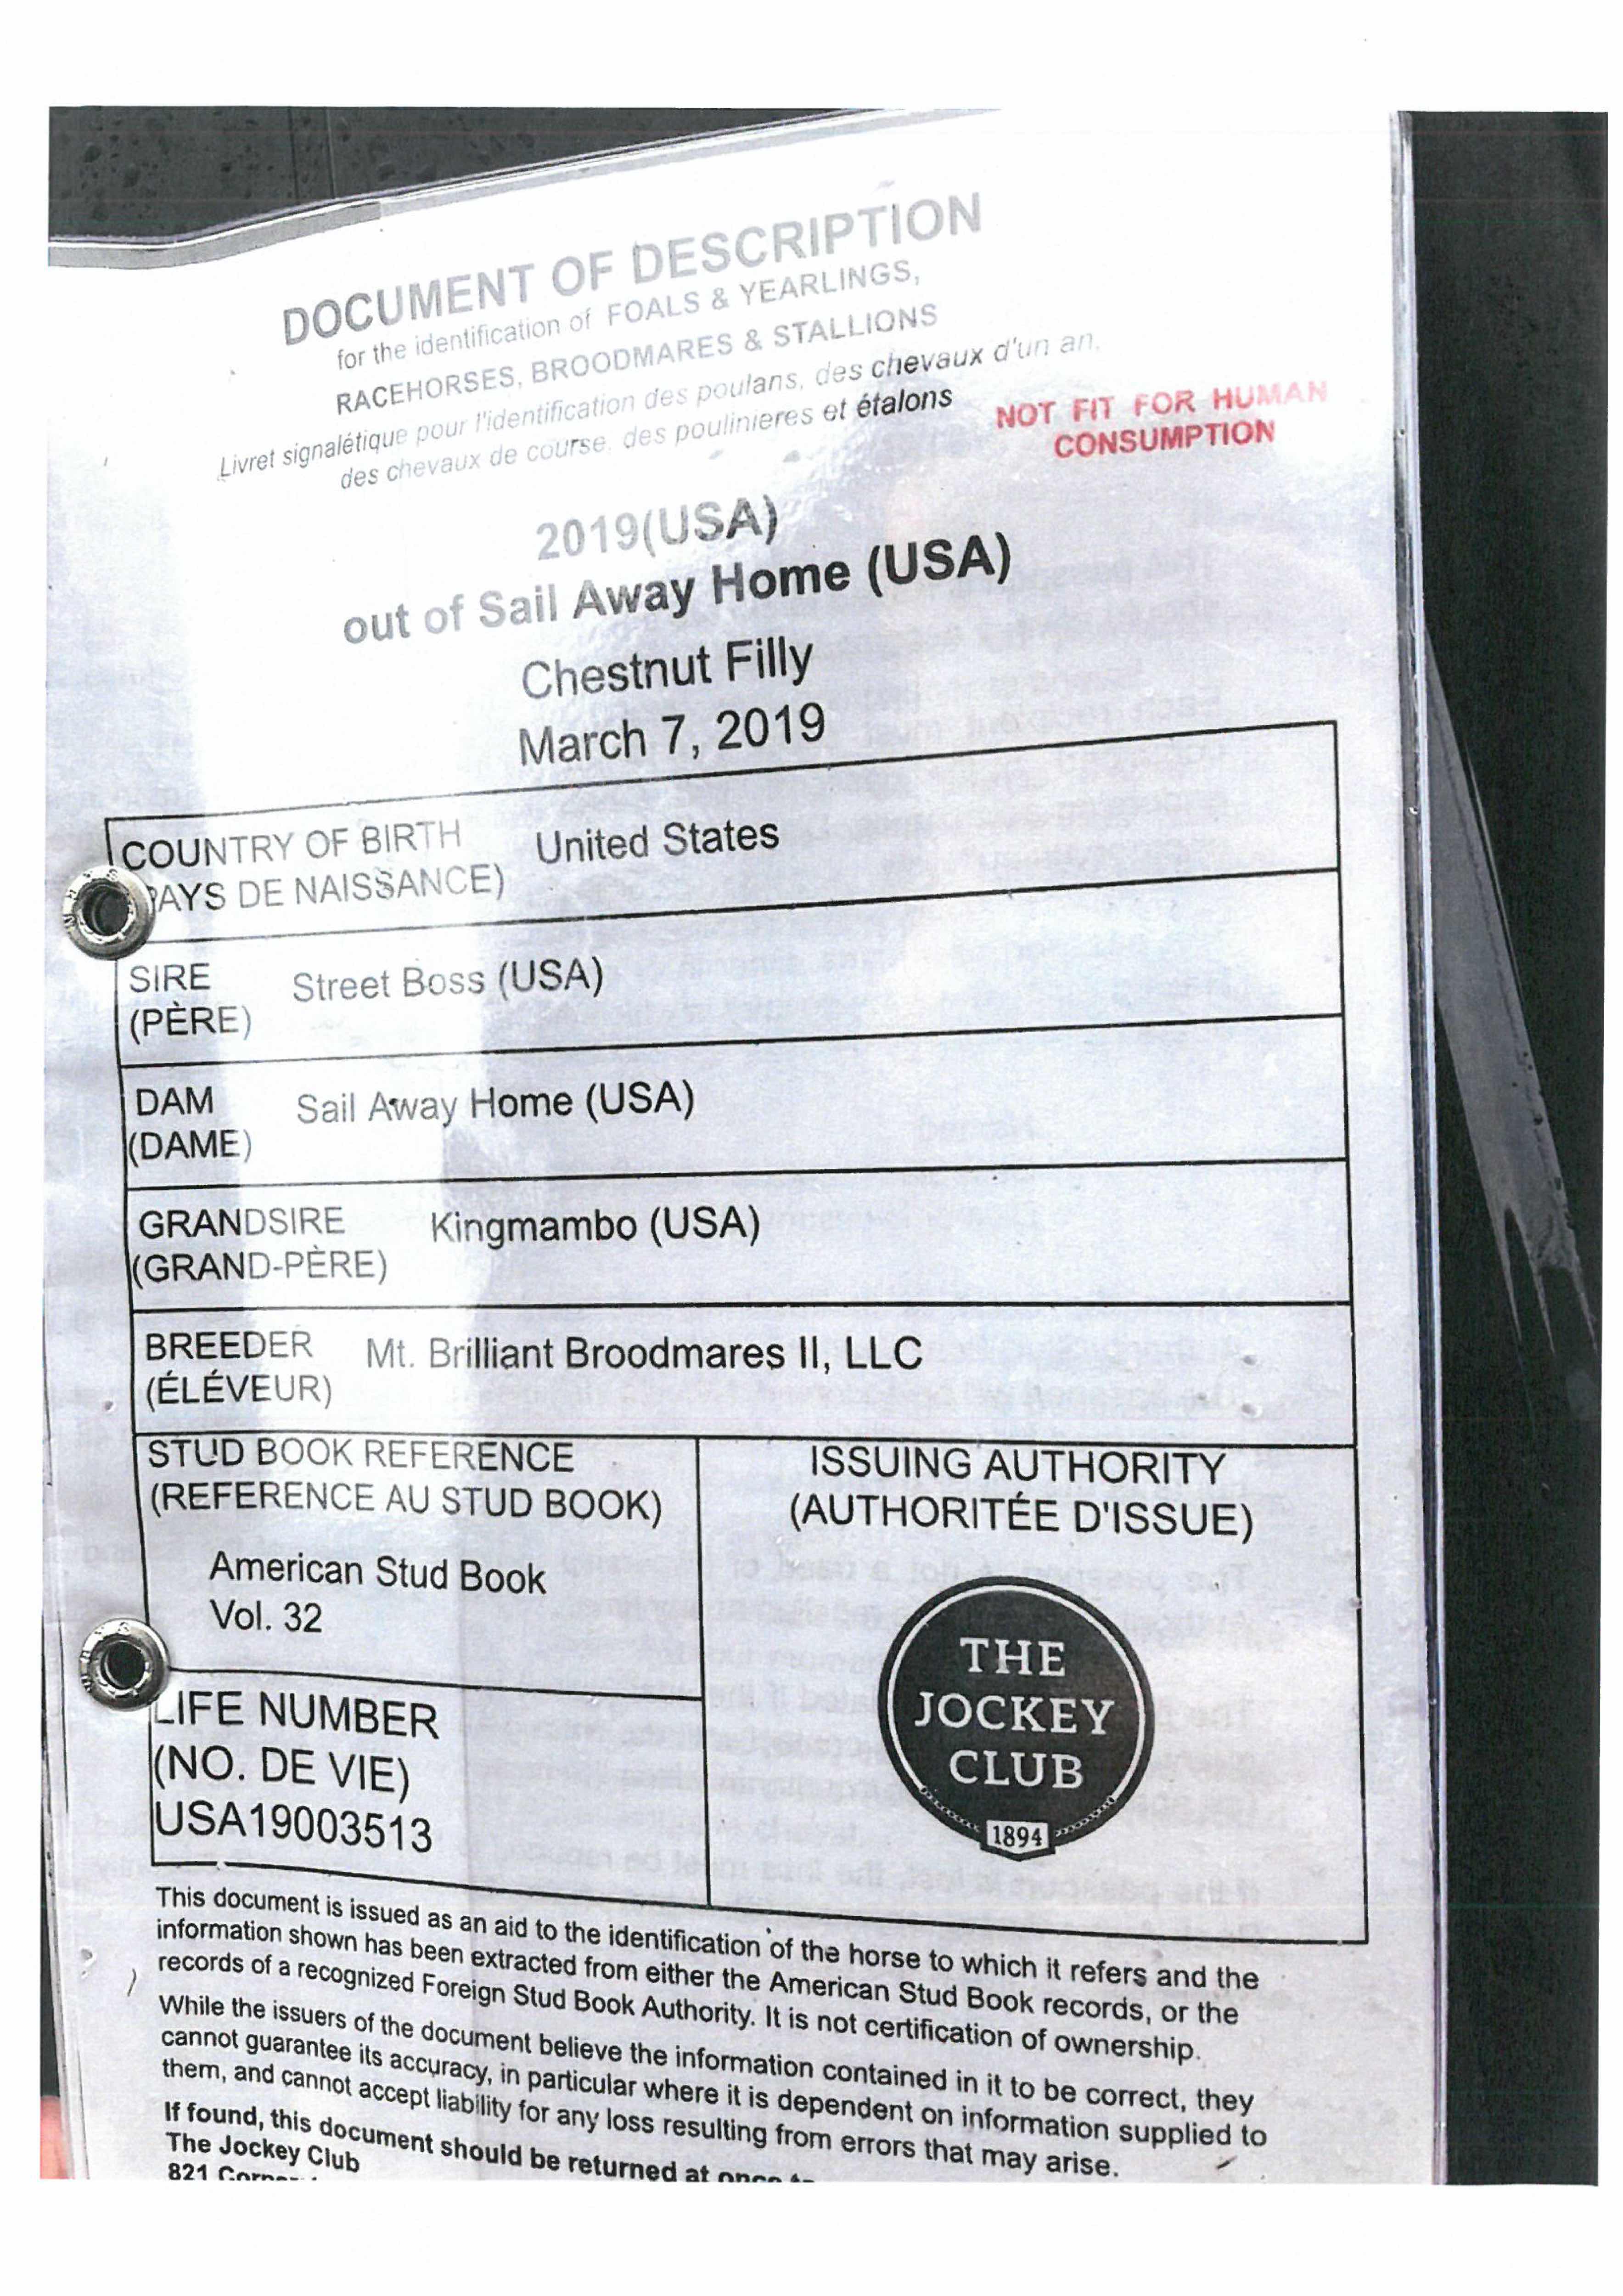 DOCUMENT OF DESCRIPTION
for the identification of FOALS & YEARLINGS,
RACEHORSES, BROODMARES & STALLIONS
Livret signalétique pour l'identification des poulans, des chevaux d'un an,
des chevaux de course, des poulinieres et étalons
NOT FIT FOR HUMAN
CONSUMPTION
2019(USA)
out of Sail Away Home (USA)
Chestnut Filly
March 7, 2019
COUNTRY OF BIRTH United States
PAYS DE NAISSANCE)
SIRE Street Boss (USA)
(PÈRE)
DAM Sail Away Home (USA)
(DAME)
GRANDSIRE Kingmambo (USA)
(GRAND-PÈRE)
BREEDER Mt. Brilliant Broodmares II, LLC
(ÉLÉVEUR)
STUD BOOK REFERENCE
(REFERENCE AU STUD BOOK)
American Stud Book
Vol. 32
ISSUING AUTHORITY
(AUTHORITÉE D'ISSUE)
THE
JOCKEY
CLUB
1894
LIFE NUMBER
(NO. DE VIE)
USA19003513
This document is issued as an aid to the identification of the horse to which it refers and the
information shown has been extracted from either the American Stud Book records, or the
records of a recognized Foreign Stud Book Authority. It is not certification of ownership.
While the issuers of the document believe the information contained in it to be correct, they
cannot guarantee its accuracy, in particular where it is dependent on information supplied to
them, and cannot accept liability for any loss resulting from errors that may arise.
If found, this document should be returned at once
The Jockey Club
821